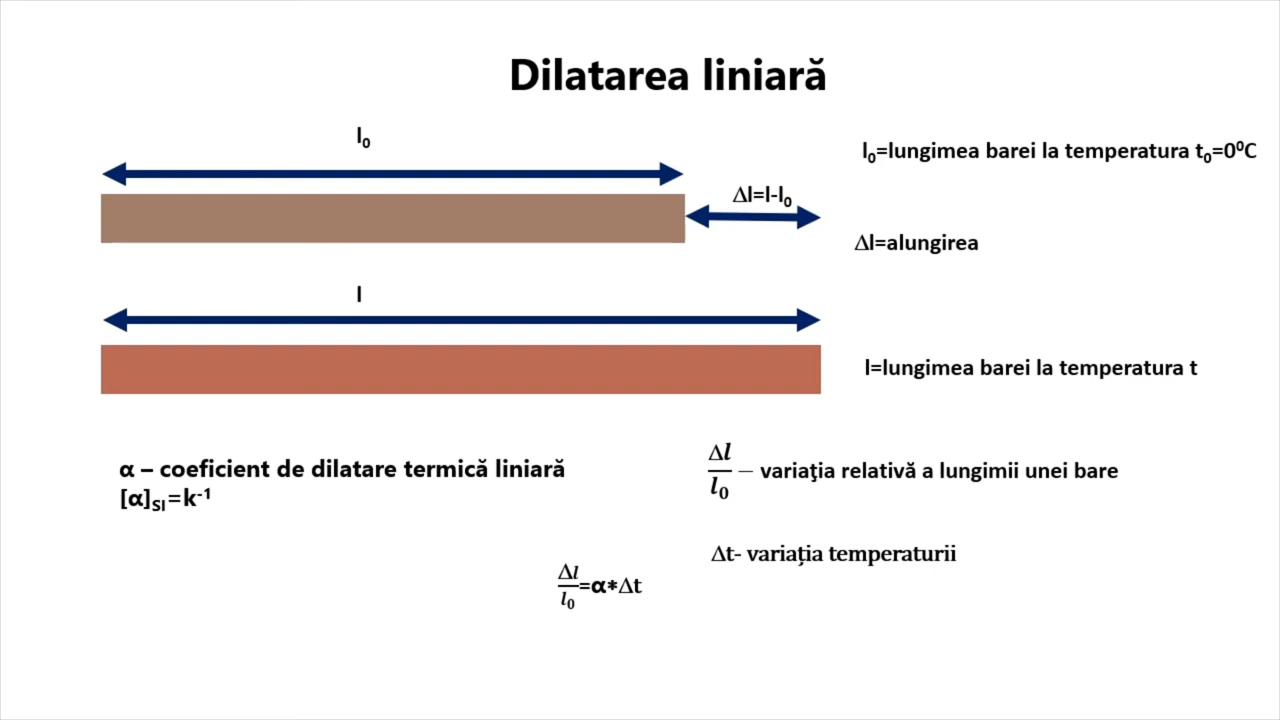 Dilatarea liniară
l₀
l₀=lungimea barei la temperatura t₀=0⁰C
Δl=l-l₀
Δl=alungirea
l
l=lungimea barei la temperatura t
α – coeficient de dilatare termică liniară
[α]SI=k⁻¹
Δl/l₀ – variaţia relativă a lungimii unei bare
Δt- variația temperaturii
Δl/l₀=α*Δt